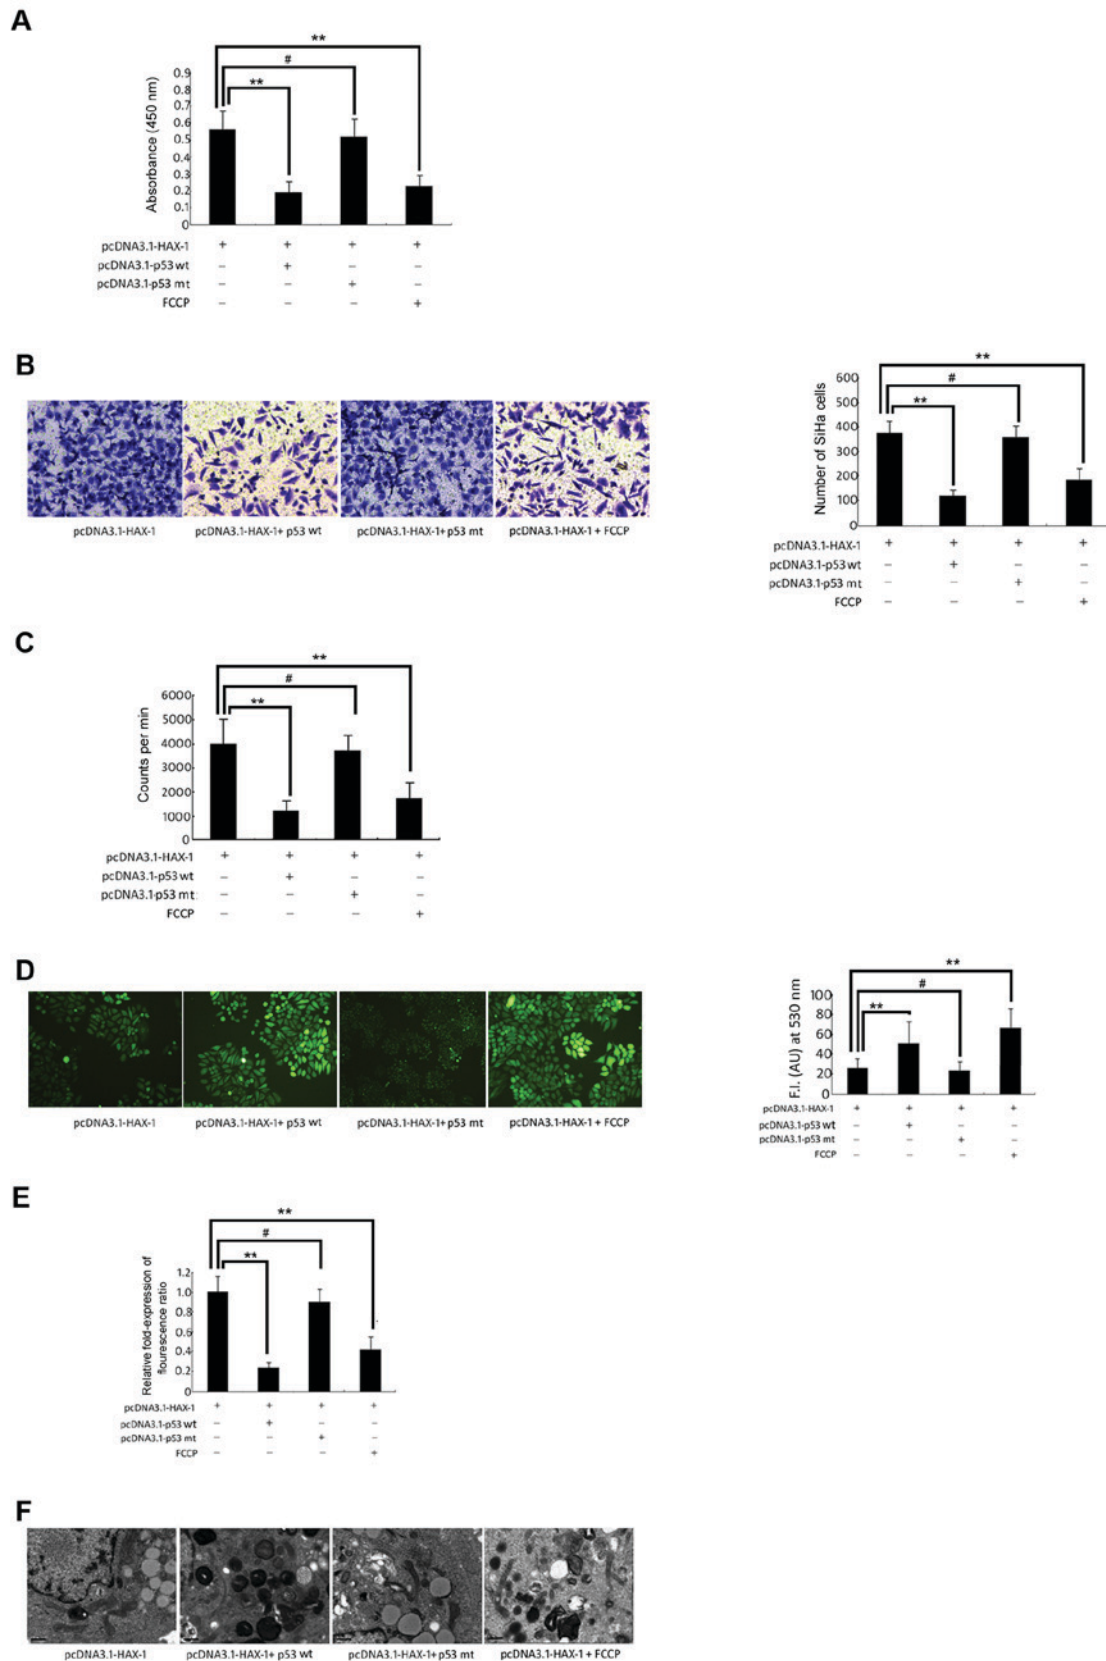 A
**
#
**
Absorbance (450 nm)
0.9
0.8
0.7
0.6
0.5
0.4
0.3
0.2
0.1
0
pcDNA3.1-HAX-1 + + + +
pcDNA3.1-p53 wt – + – –
pcDNA3.1-p53 mt – – + –
FCCP – – – +
B
pcDNA3.1-HAX-1 pcDNA3.1-HAX-1+ p53 wt pcDNA3.1-HAX-1+ p53 mt pcDNA3.1-HAX-1 + FCCP
**
#
**
Number of SiHa cells
600
500
400
300
200
100
0
pcDNA3.1-HAX-1 + + + +
pcDNA3.1-p53 wt – + – –
pcDNA3.1-p53 mt – – + –
FCCP – – – +
C
**
#
**
Counts per min
6000
5000
4000
3000
2000
1000
0
pcDNA3.1-HAX-1 + + + +
pcDNA3.1-p53 wt – + – –
pcDNA3.1-p53 mt – – + –
FCCP – – – +
D
pcDNA3.1-HAX-1 pcDNA3.1-HAX-1+ p53 wt pcDNA3.1-HAX-1+ p53 mt pcDNA3.1-HAX-1 + FCCP
**
#
**
F.I. (AU) at 530 nm
100
80
60
40
20
0
pcDNA3.1-HAX-1 + + + +
pcDNA3.1-p53 wt – + – –
pcDNA3.1-p53 mt – – + –
FCCP – – – +
E
**
#
**
Relative fold-expression of
flourescence ratio
1.2
1.0
0.8
0.6
0.4
0.2
0
pcDNA3.1-HAX-1 + + + +
pcDNA3.1-p53 wt – + – –
pcDNA3.1-p53 mt – – + –
FCCP – – – +
F
pcDNA3.1-HAX-1 pcDNA3.1-HAX-1+ p53 wt pcDNA3.1-HAX-1+ p53 mt pcDNA3.1-HAX-1 + FCCP